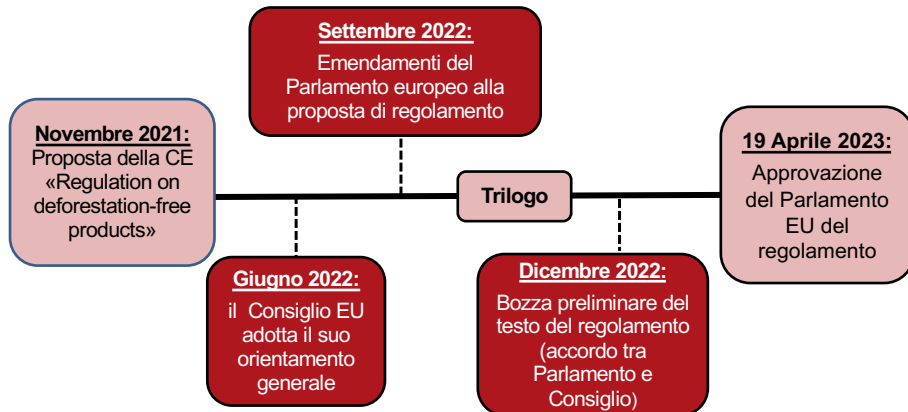 Settembre 2022:
Emendamenti del
Parlamento europeo alla
proposta di regolamento
Novembre 2021:
Proposta della CE
«Regulation on
deforestation-free
products»
Trilogo
19 Aprile 2023:
Approvazione
del Parlamento
EU del
regolamento
Giugno 2022:
il Consiglio EU
adotta il suo
orientamento
generale
Dicembre 2022:
Bozza preliminare del
testo del regolamento
(accordo tra
Parlamento e
Consiglio)